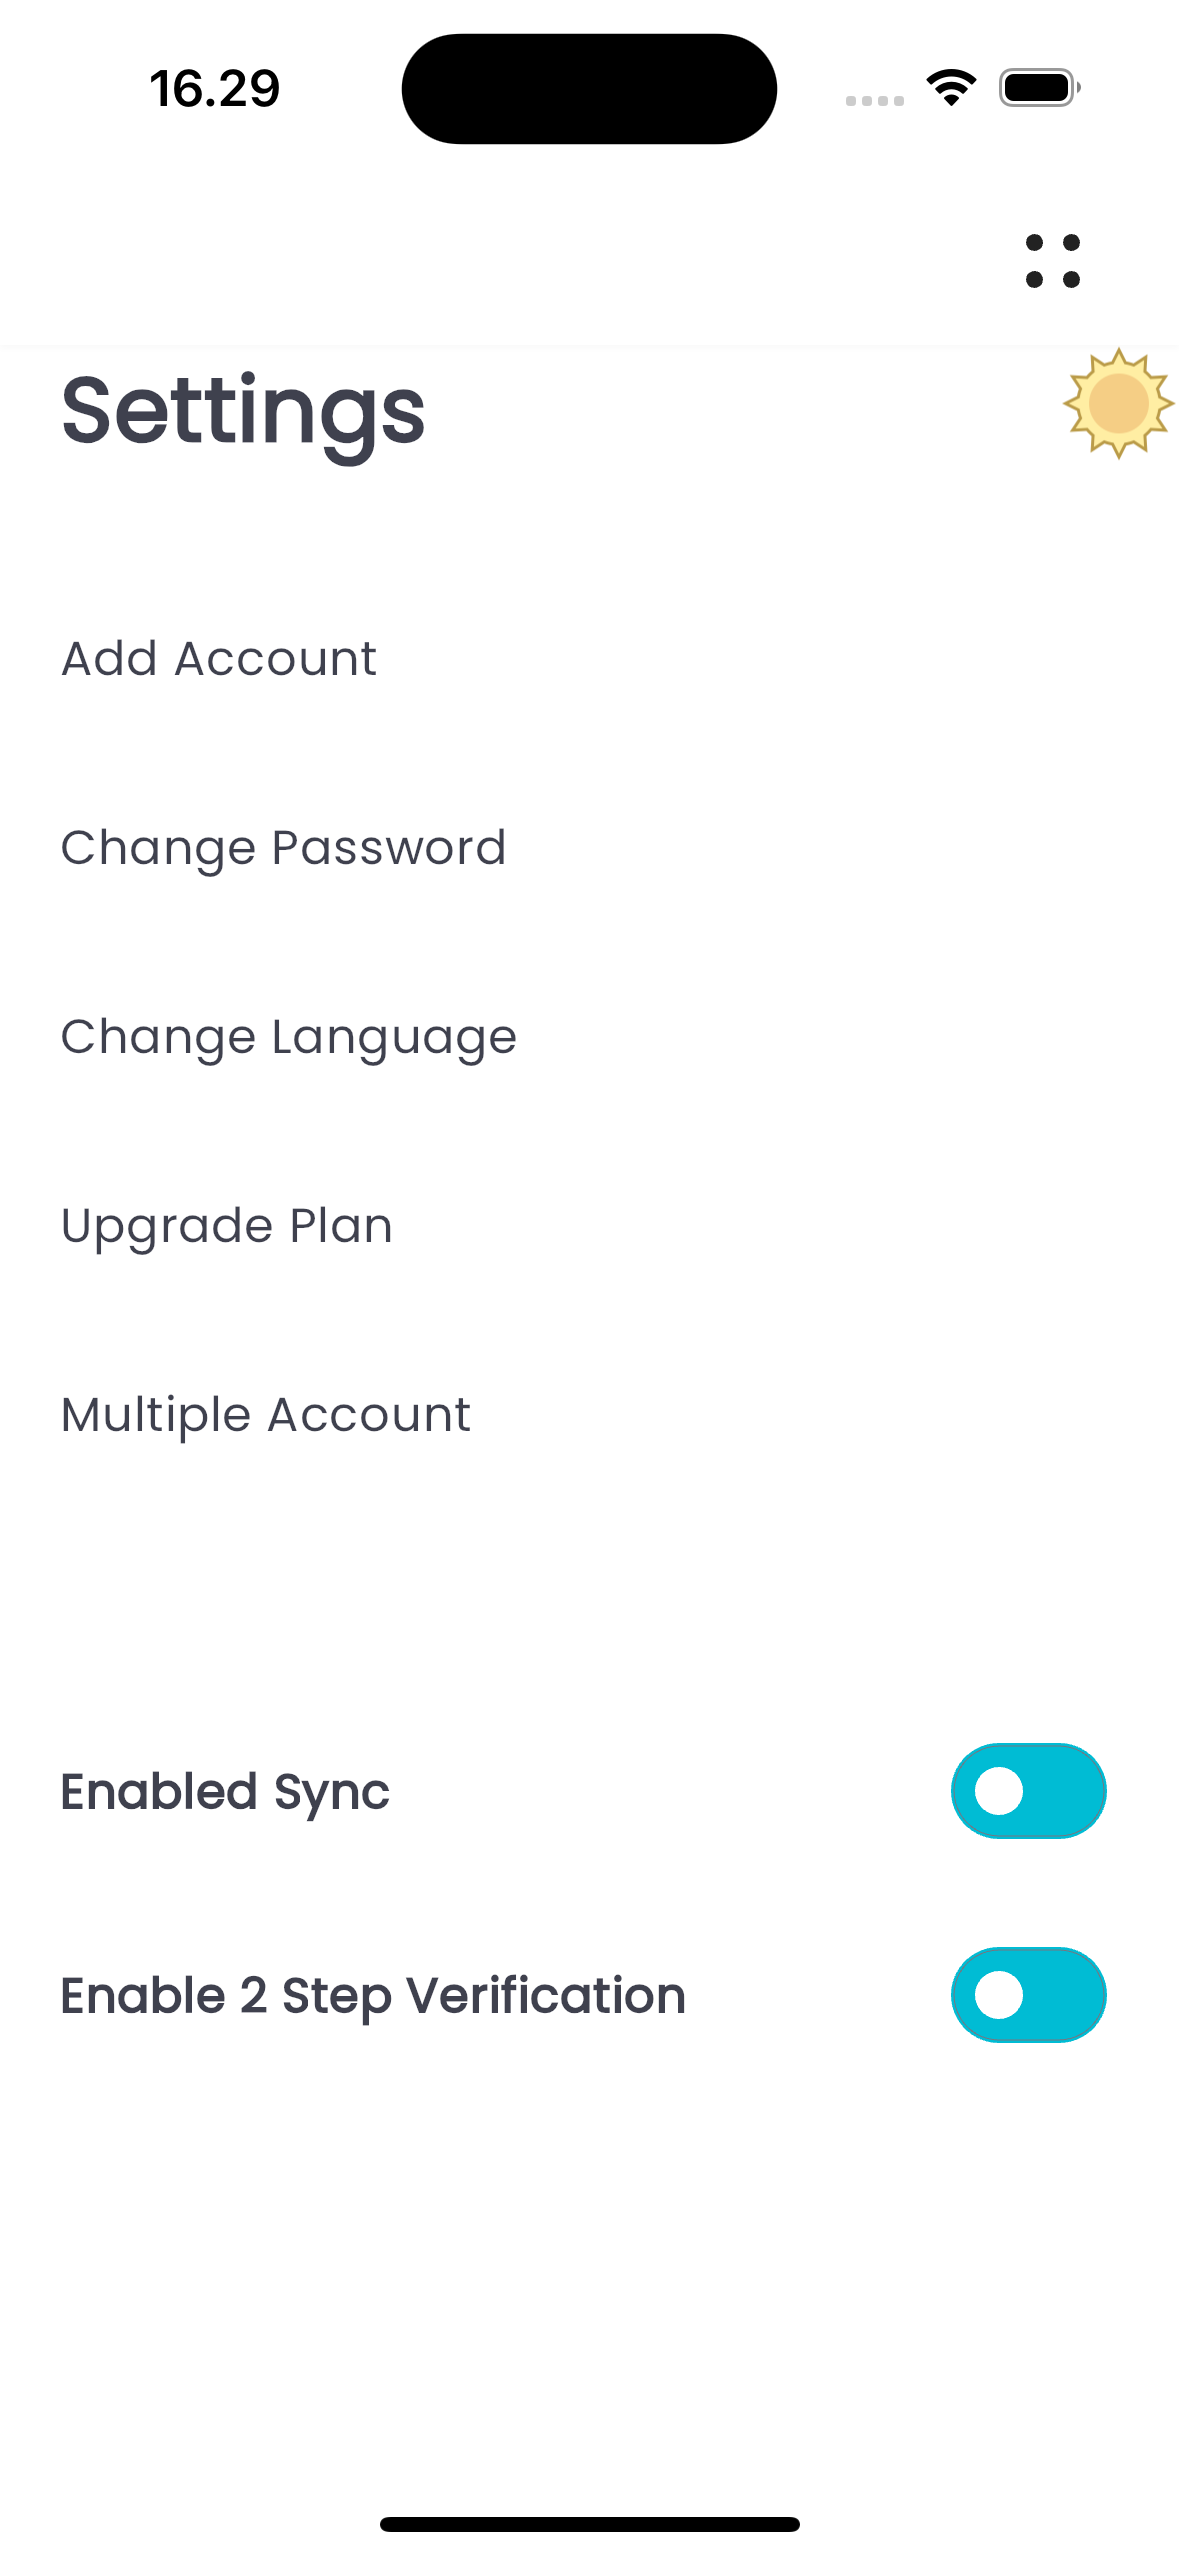 16.29
Settings
Add Account
Change Password
Change Language
Upgrade Plan
Multiple Account
Enabled Sync
Enable 2 Step Verification